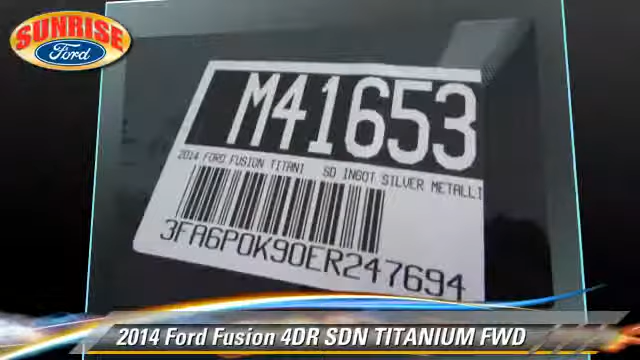 SUNRISE
Ford
M41653
2014 FORD FUSION TITANI SD INGOT SILVER METALLI
3FA6P0K90ER247694
2014 Ford Fusion 4DR SDN TITANIUM FWD